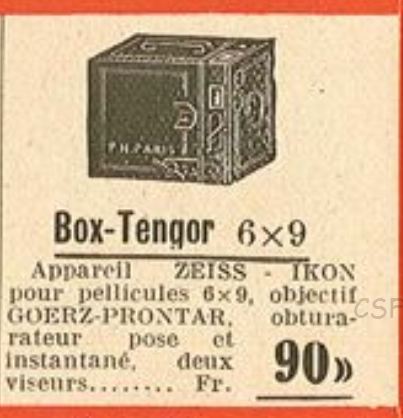 P.H. PARIS
Box-Tengor 6×9
Appareil ZEISS - IKON
pour pellicules 6×9, objectif
GOERZ-PRONTAR, obtura-
rateur pose et
instantané, deux
viseurs........ Fr.
90»
CSF